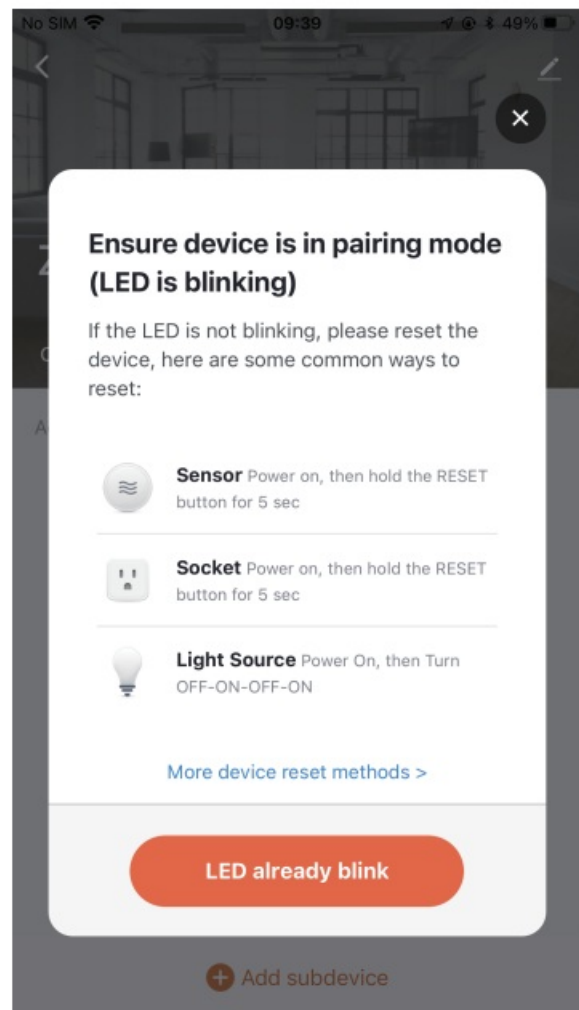 No SIM 09:39 49%
Z
Ensure device is in pairing mode
(LED is blinking)
If the LED is not blinking, please reset the
device, here are some common ways to
reset:
A
Sensor Power on, then hold the RESET
button for 5 sec
Socket Power on, then hold the RESET
button for 5 sec
Light Source Power On, then Turn
OFF-ON-OFF-ON
More device reset methods >
LED already blink
Add subdevice